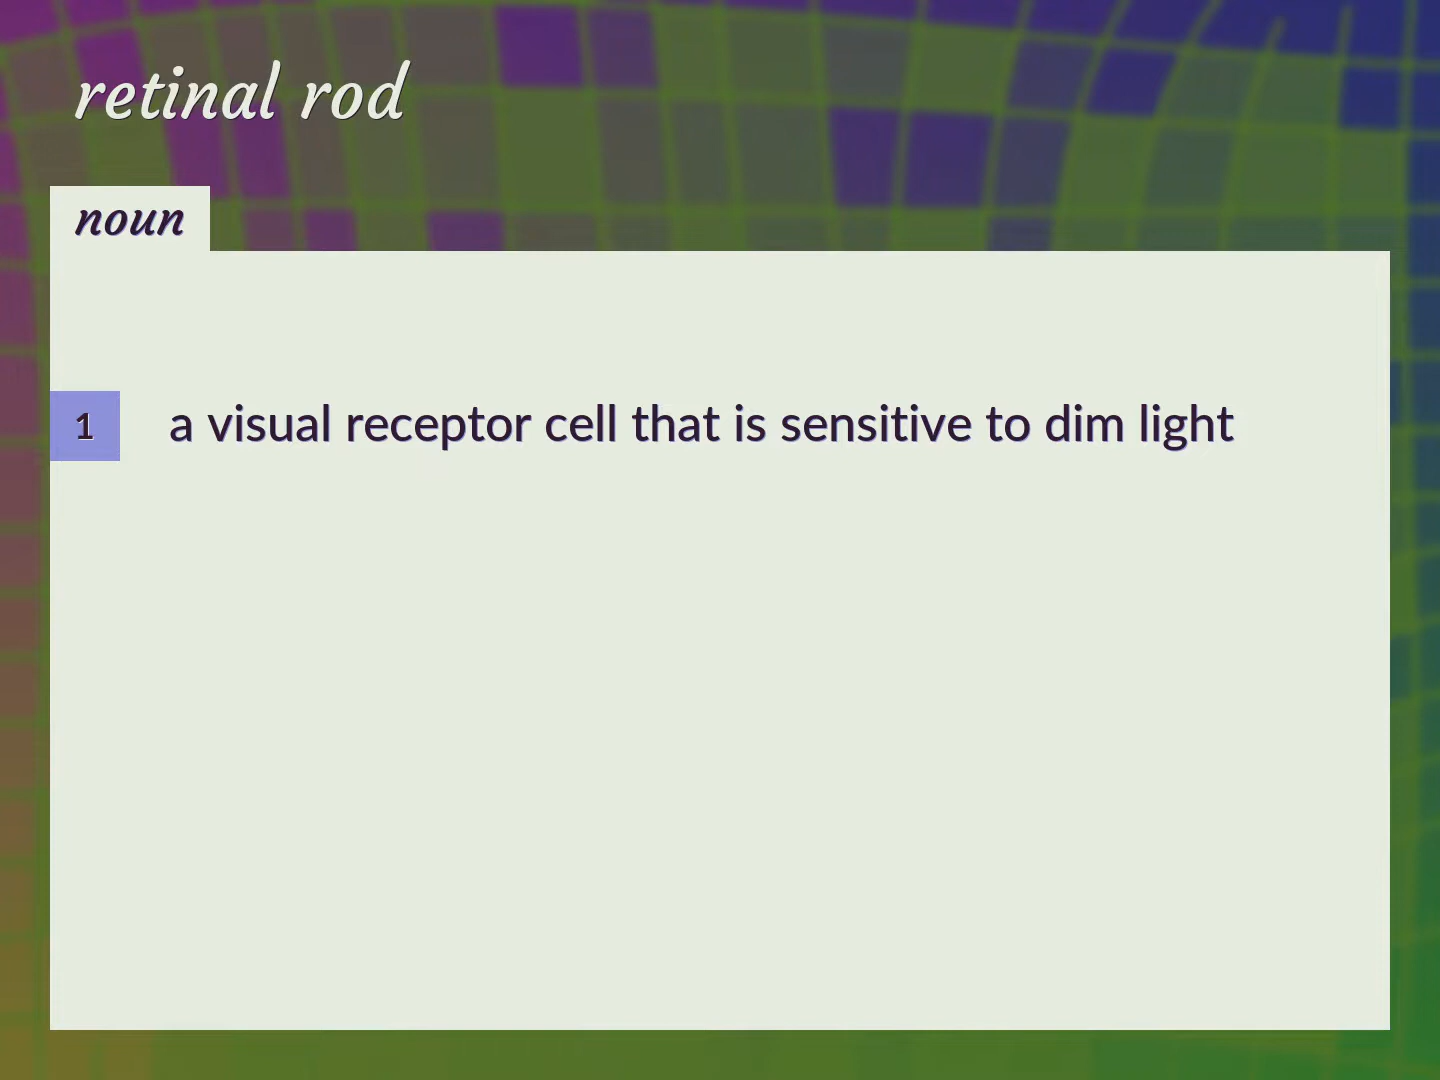 retinal rod
noun
1 a visual receptor cell that is sensitive to dim light